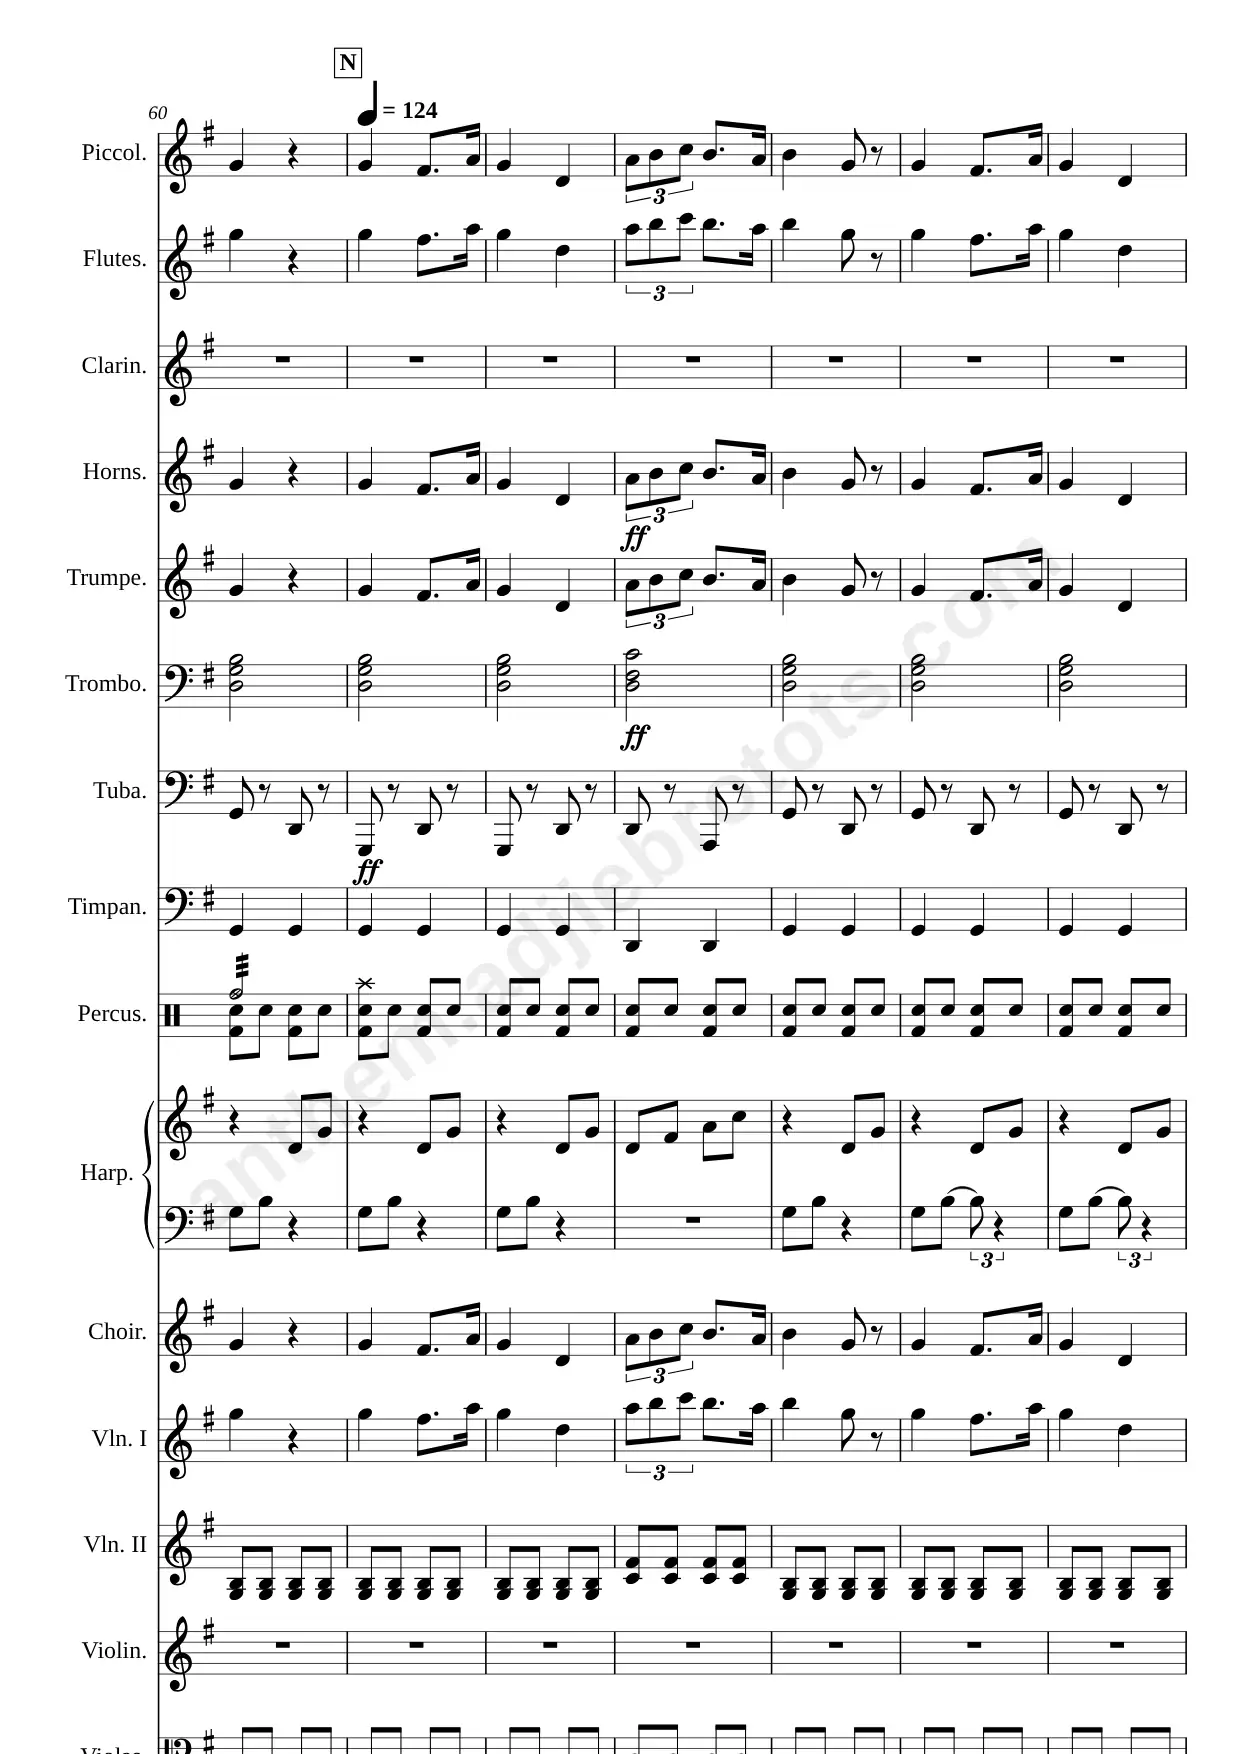 N
60
= 124
Piccol.
3
Flutes.
3
Clarin.
Horns.
3
ff
Trumpe.
3
Trombo.
ff
Tuba.
ff
Timpan.
Percus.
Harp.
3 3
Choir.
3
Vln. I
3
Vln. II
Violin.
anthem.adjiebrotots.com